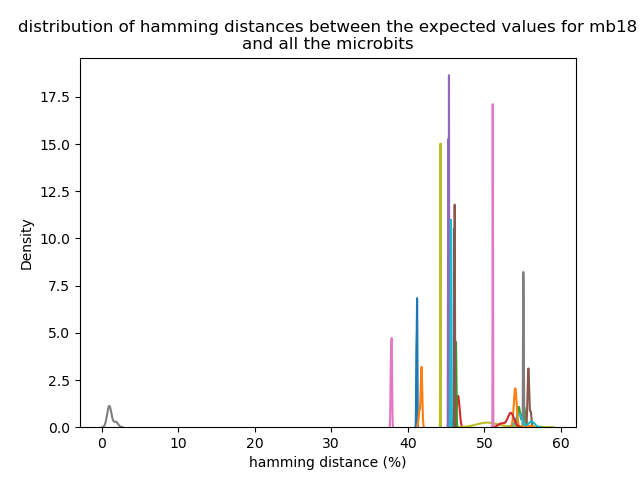 distribution of hamming distances between the expected values for mb18
and all the microbits
17.5
15.0
12.5
10.0
7.5
5.0
2.5
0.0
Density
0 10 20 30 40 50 60
hamming distance (%)